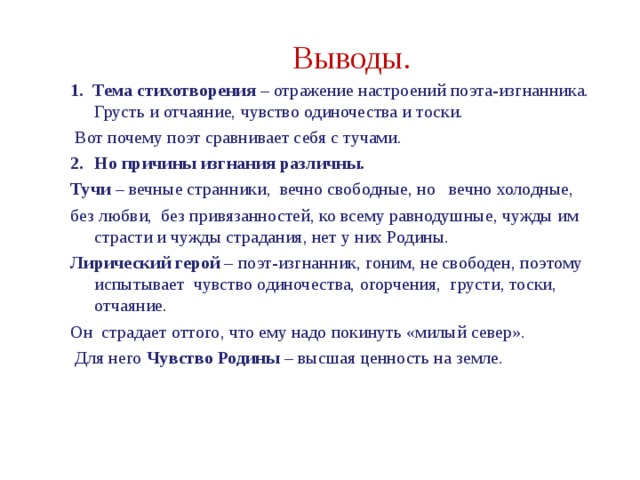 Выводы.
1. Тема стихотворения – отражение настроений поэта-изгнанника.
Грусть и отчаяние, чувство одиночества и тоски.
Вот почему поэт сравнивает себя с тучами.
2. Но причины изгнания различны.
Тучи – вечные странники, вечно свободные, но вечно холодные,
без любви, без привязанностей, ко всему равнодушные, чужды им
страсти и чужды страдания, нет у них Родины.
Лирический герой – поэт-изгнанник, гоним, не свободен, поэтому
испытывает чувство одиночества, огорчения, грусти, тоски,
отчаяние.
Он страдает оттого, что ему надо покинуть «милый север».
Для него Чувство Родины – высшая ценность на земле.